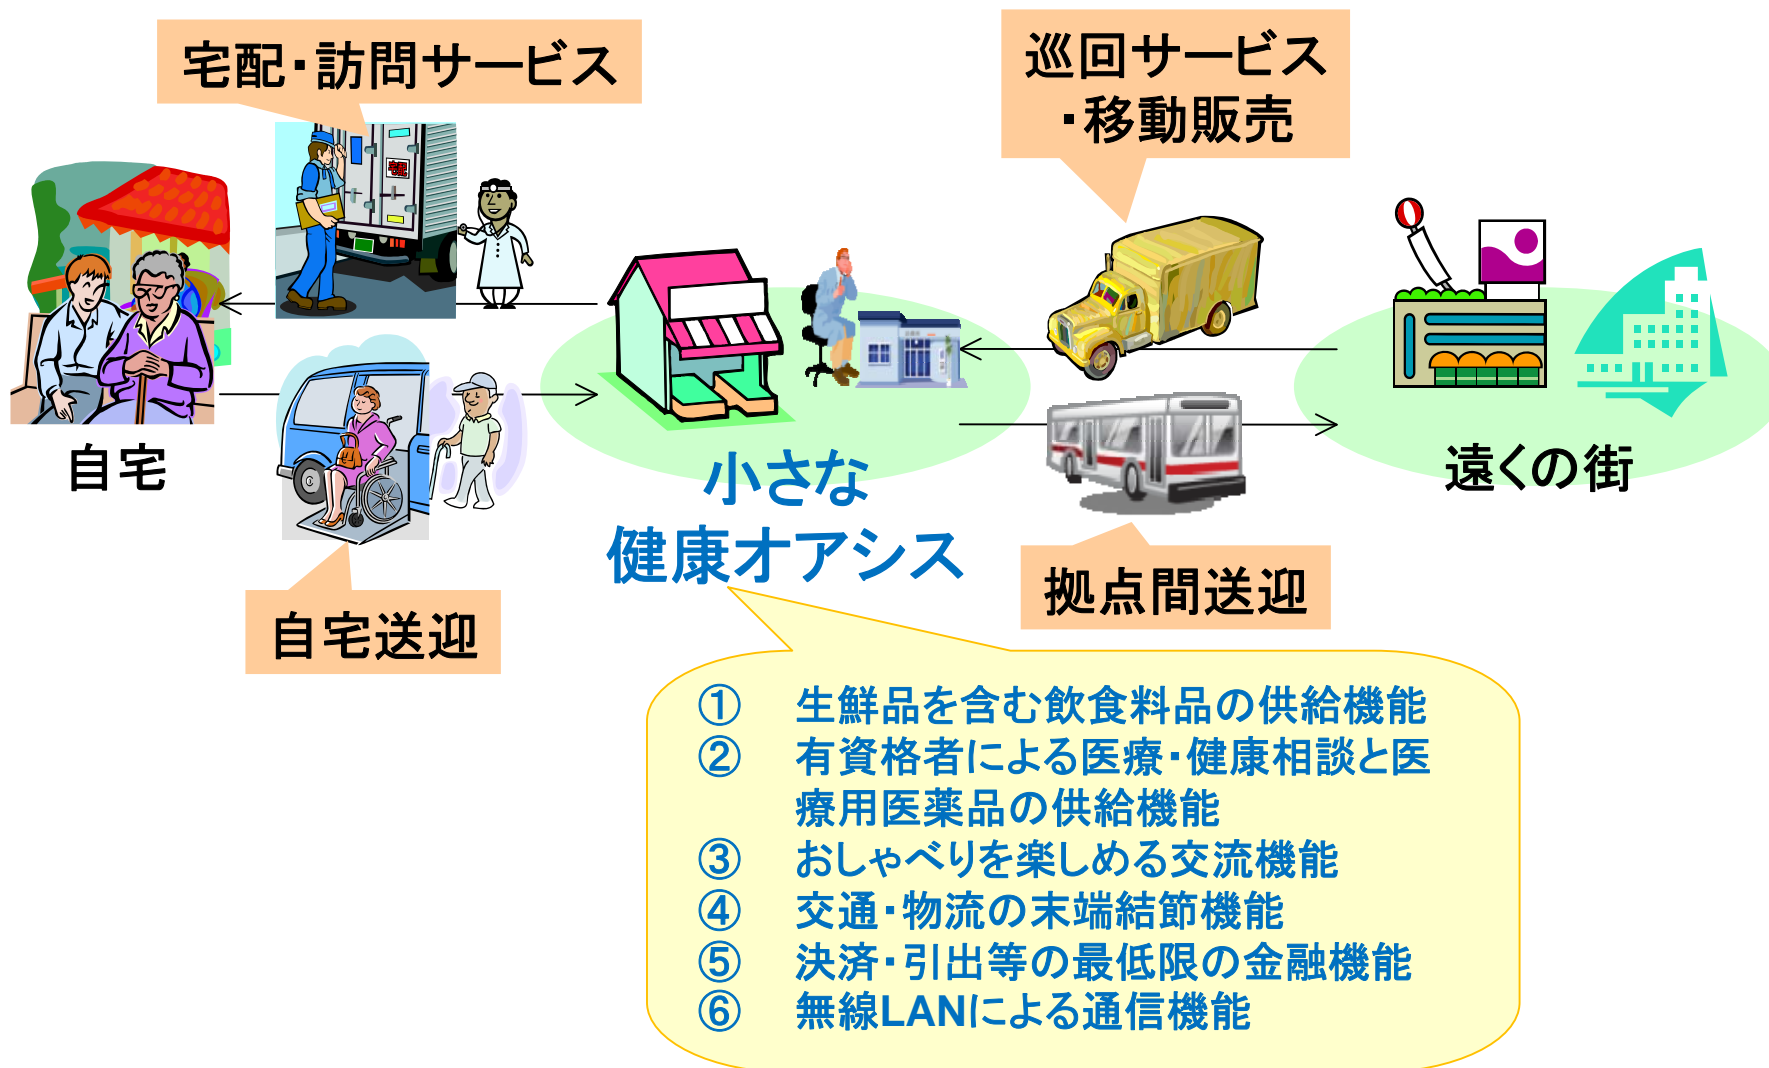 宅配・訪問サービス
巡回サービス
・移動販売
宅配
自宅
小さな
健康オアシス
遠くの街
自宅送迎
拠点間送迎
① 生鮮品を含む飲食料品の供給機能
② 有資格者による医療・健康相談と医
療用医薬品の供給機能
③ おしゃべりを楽しめる交流機能
④ 交通・物流の末端結節機能
⑤ 決済・引出等の最低限の金融機能
⑥ 無線LANによる通信機能